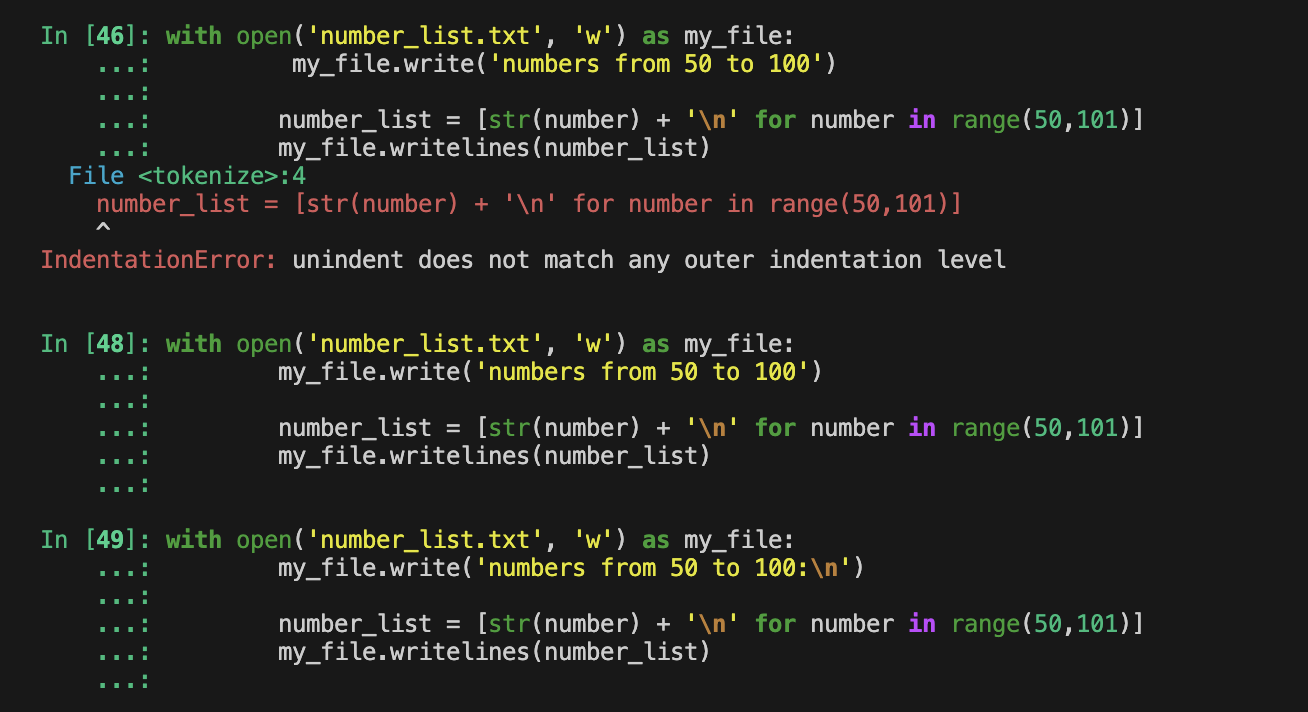 In [46]: with open('number_list.txt', 'w') as my_file:
    ...:          my_file.write('numbers from 50 to 100')
    ...:
    ...:         number_list = [str(number) + '\n' for number in range(50,101)]
    ...:         my_file.writelines(number_list)
  File <tokenize>:4
    number_list = [str(number) + '\n' for number in range(50,101)]
    ^
IndentationError: unindent does not match any outer indentation level
In [48]: with open('number_list.txt', 'w') as my_file:
    ...:         my_file.write('numbers from 50 to 100')
    ...:
    ...:         number_list = [str(number) + '\n' for number in range(50,101)]
    ...:         my_file.writelines(number_list)
    ...:
In [49]: with open('number_list.txt', 'w') as my_file:
    ...:         my_file.write('numbers from 50 to 100:\n')
    ...:
    ...:         number_list = [str(number) + '\n' for number in range(50,101)]
    ...:         my_file.writelines(number_list)
    ...: